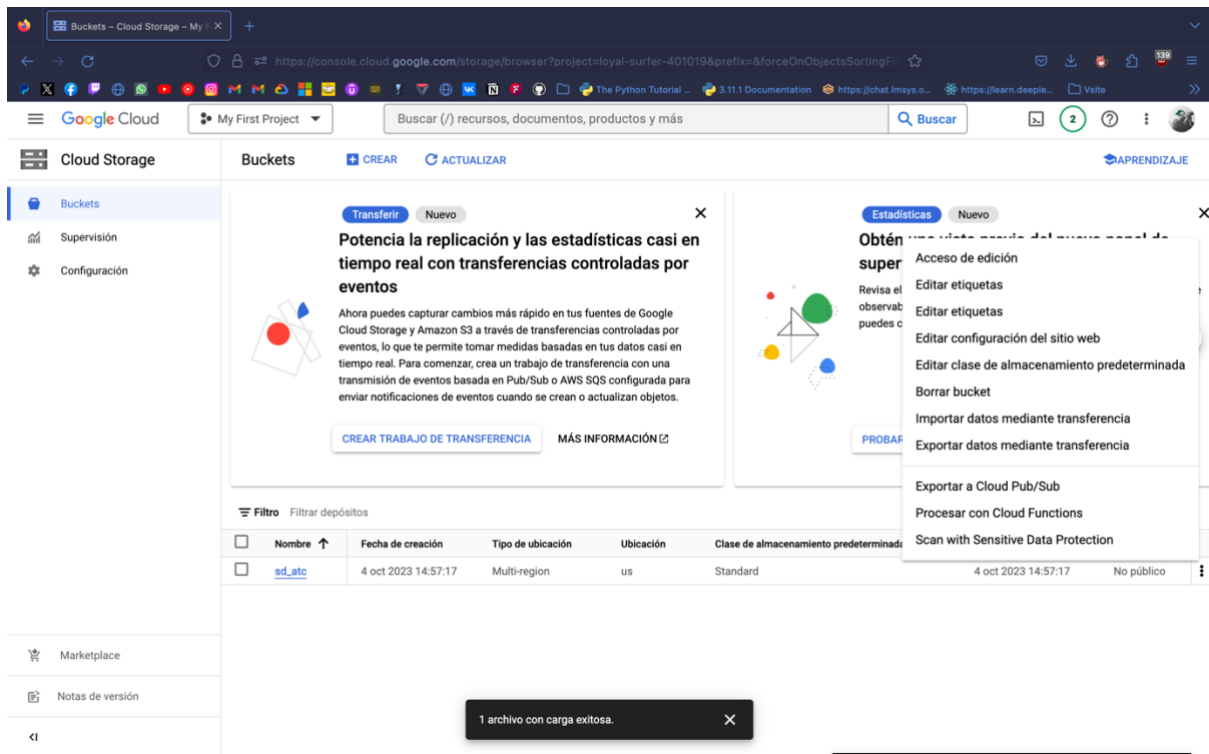 Buckets – Cloud Storage – My F
https://console.cloud.google.com/storage/browser?project=loyal-surfer-401019&prefix=&forceOnObjectsSortingF
139
The Python Tutorial ...
3.11.1 Documentation
https://chat.lmsys.o...
https://learn.deeple...
Vsite
Google Cloud
My First Project
Buscar (/) recursos, documentos, productos y más
Buscar
2
Cloud Storage
Buckets
CREAR
ACTUALIZAR
APRENDIZAJE
Buckets
Supervisión
Configuración
Transferir
Nuevo
Potencia la replicación y las estadísticas casi en
tiempo real con transferencias controladas por
eventos
Ahora puedes capturar cambios más rápido en tus fuentes de Google
Cloud Storage y Amazon S3 a través de transferencias controladas por
eventos, lo que te permite tomar medidas basadas en tus datos casi en
tiempo real. Para comenzar, crea un trabajo de transferencia con una
transmisión de eventos basada en Pub/Sub o AWS SQS configurada para
enviar notificaciones de eventos cuando se crean o actualizan objetos.
CREAR TRABAJO DE TRANSFERENCIA
MÁS INFORMACIÓN
Estadísticas
Nuevo
Obtén
super
Revisa el
observab
puedes c
PROBAR
Acceso de edición
Editar etiquetas
Editar etiquetas
Editar configuración del sitio web
Editar clase de almacenamiento predeterminada
Borrar bucket
Importar datos mediante transferencia
Exportar datos mediante transferencia
Exportar a Cloud Pub/Sub
Procesar con Cloud Functions
Scan with Sensitive Data Protection
Filtro Filtrar depósitos
Nombre Fecha de creación Tipo de ubicación Ubicación Clase de almacenamiento predeterminada
sd_atc 4 oct 2023 14:57:17 Multi-region us Standard 4 oct 2023 14:57:17 No público
Marketplace
Notas de versión
1 archivo con carga exitosa.